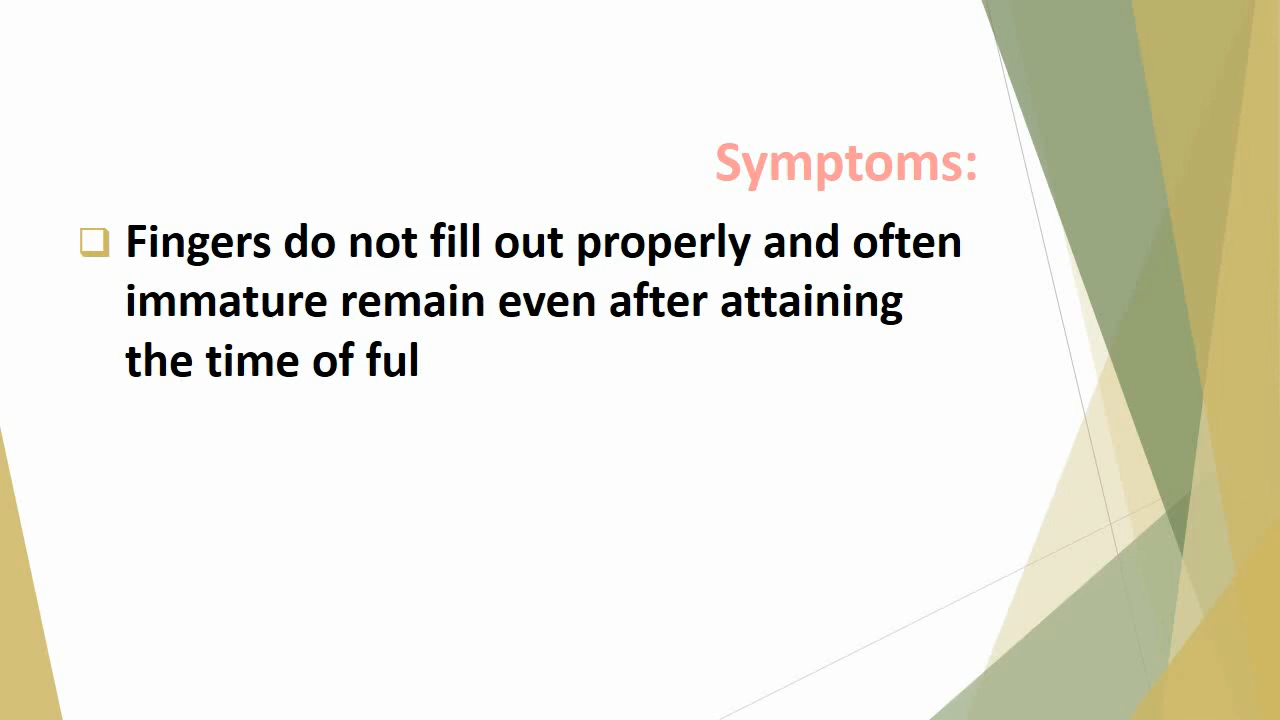 Symptoms:
Fingers do not fill out properly and often
immature remain even after attaining
the time of ful